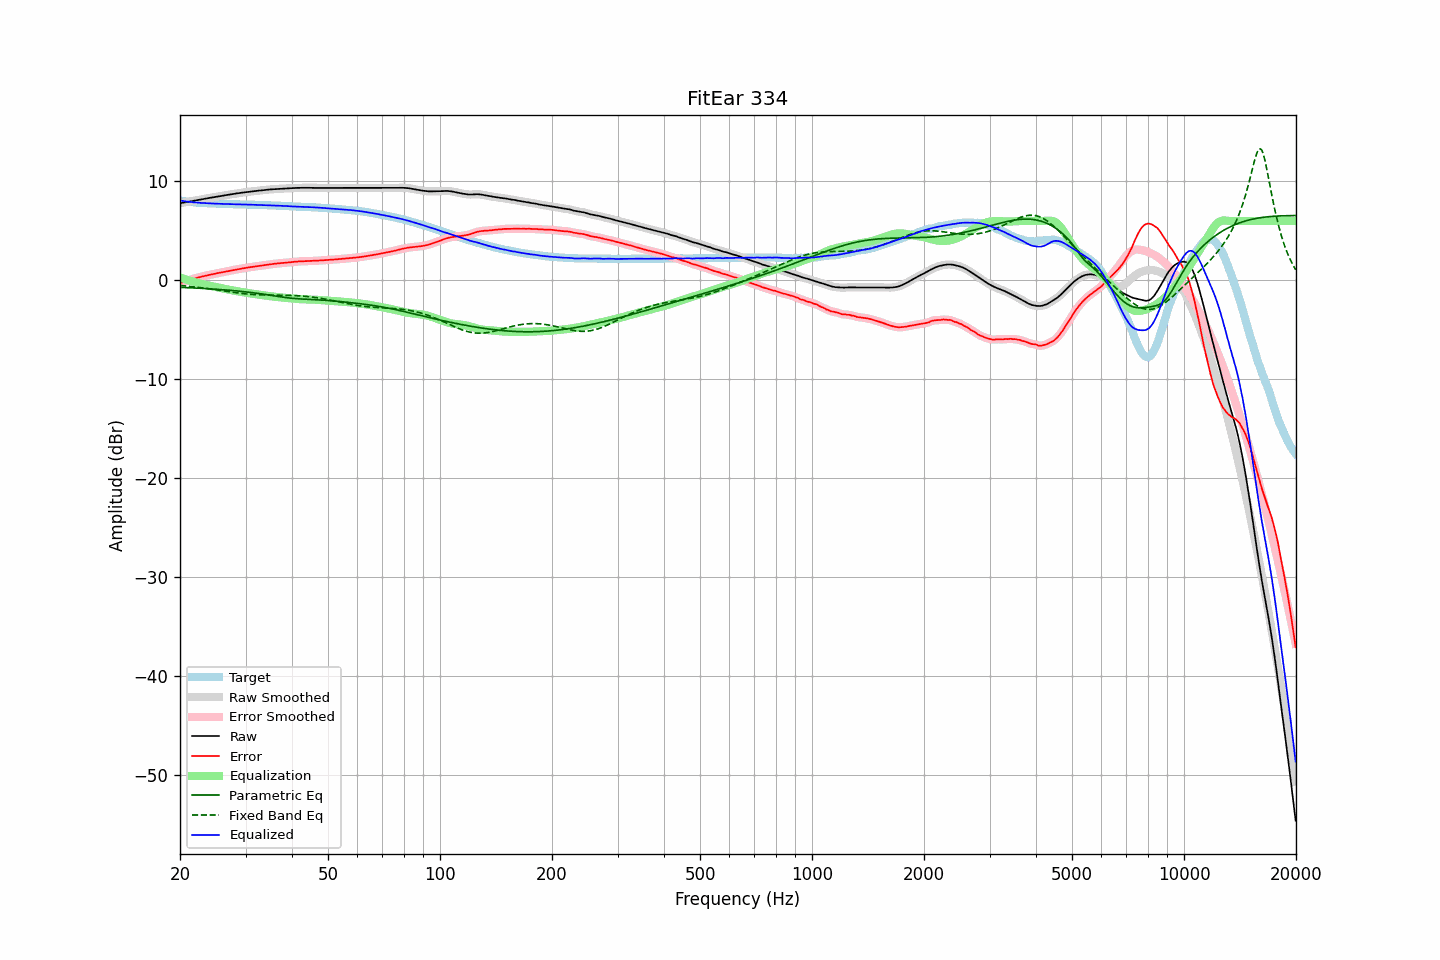 FitEar 334
Amplitude (dBr)
10
0
−10
−20
−30
−40
−50
Target
Raw Smoothed
Error Smoothed
Raw
Error
Equalization
Parametric Eq
Fixed Band Eq
Equalized
20 50 100 200 500 1000 2000 5000 10000 20000
Frequency (Hz)